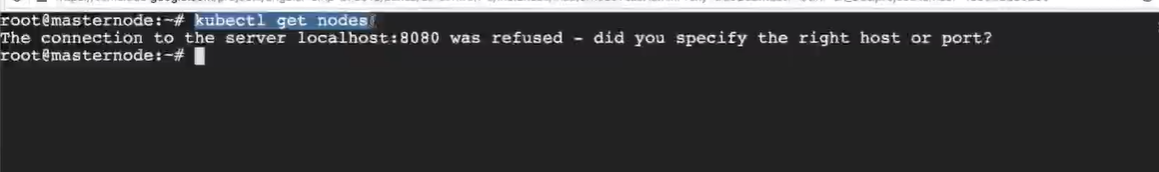 root@masternode:~# kubectl get nodes
The connection to the server localhost:8080 was refused - did you specify the right host or port?
root@masternode:~#